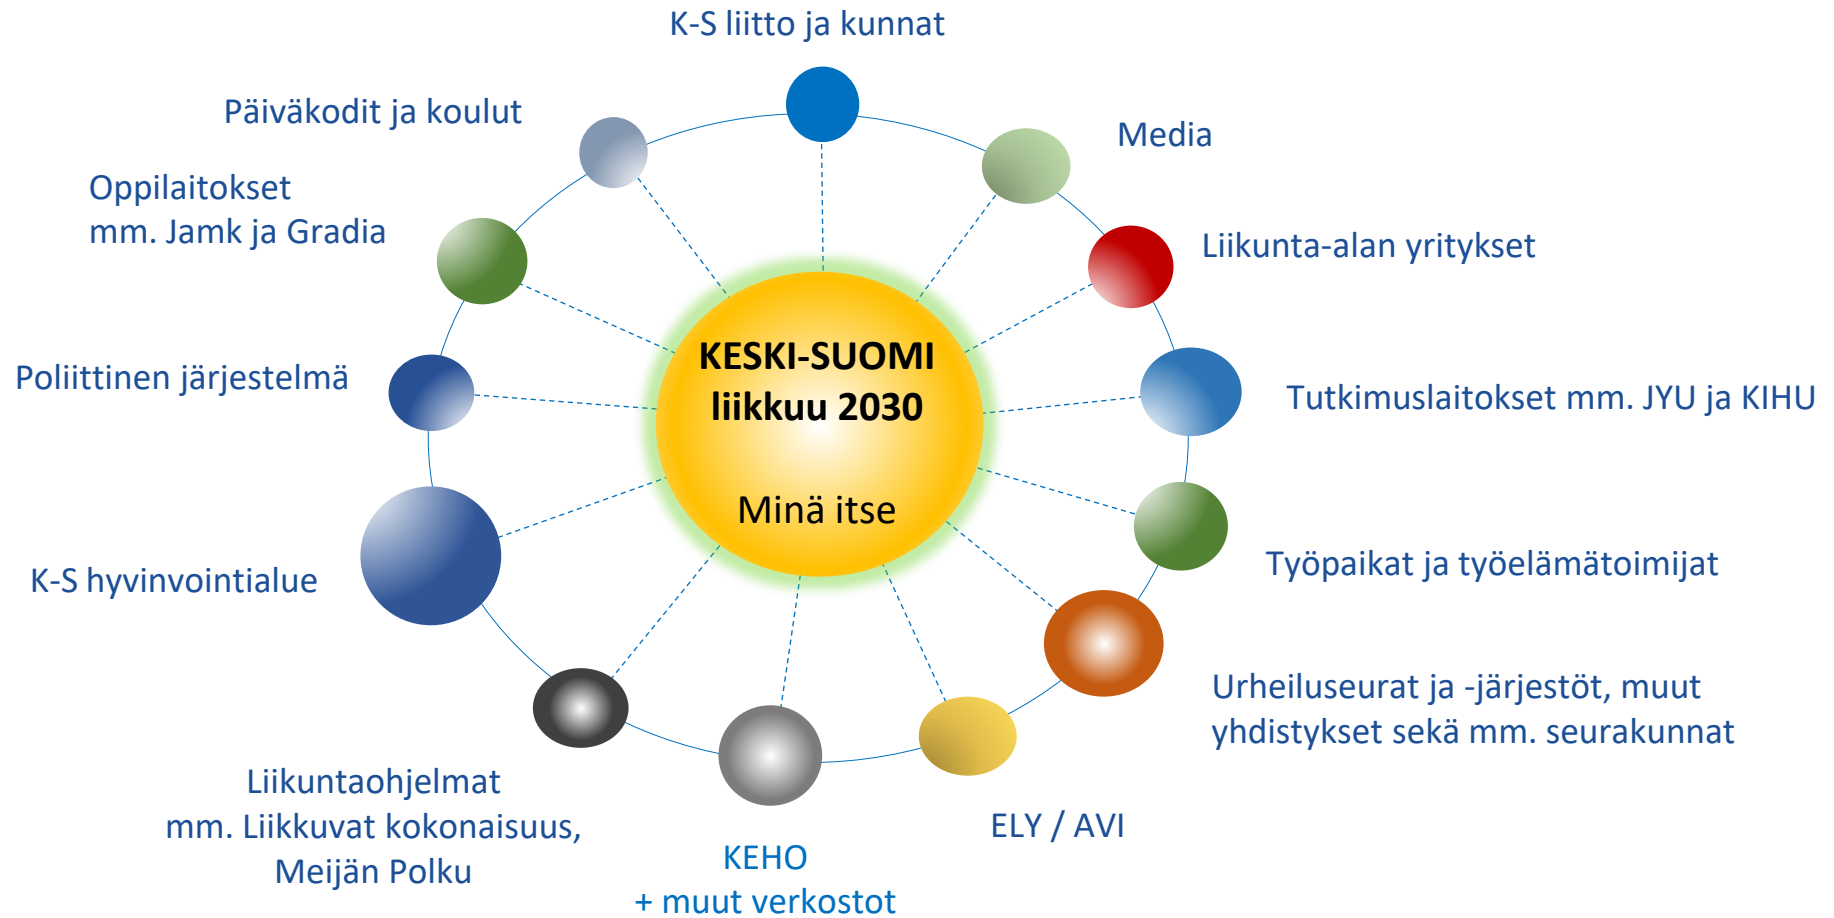 K-S liitto ja kunnat
Päiväkodit ja koulut
Media
Oppilaitokset
mm. Jamk ja Gradia
Liikunta-alan yritykset
KESKI-SUOMI
liikkuu 2030
Minä itse
Poliittinen järjestelmä
Tutkimuslaitokset mm. JYU ja KIHU
K-S hyvinvointialue
Työpaikat ja työelämätoimijat
Urheiluseurat ja -järjestöt, muut
yhdistykset sekä mm. seurakunnat
Liikuntaohjelmat
mm. Liikkuvat kokonaisuus,
Meijän Polku
KEHO
+ muut verkostot
ELY / AVI